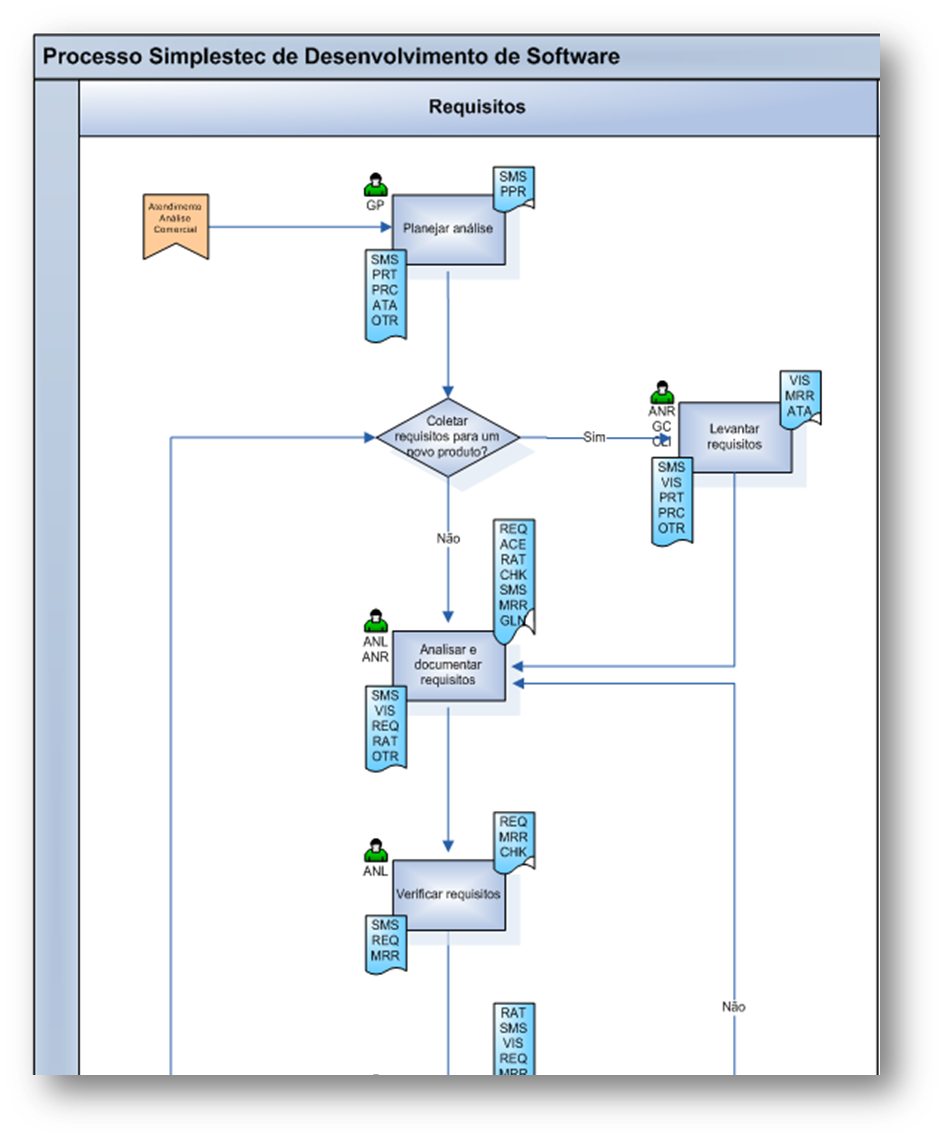 Processo Simplestec de Desenvolvimento de Software
Requisitos
Atendimento
Análise
Comercial
GP
SMS
PPR
Planejar análise
SMS
PRT
PRC
ATA
OTR
Coletar
requisitos para um
novo produto?
Sim
ANR
GC
CLI
VIS
MRR
ATA
Levantar
requisitos
SMS
VIS
PRT
PRC
OTR
Não
REQ
ACE
RAT
CHK
SMS
MRR
GLN
ANL
ANR
Analisar e
documentar
requisitos
SMS
VIS
REQ
RAT
OTR
REQ
MRR
CHK
ANL
Verificar requisitos
SMS
REQ
MRR
Não
RAT
SMS
VIS
REQ
MRR